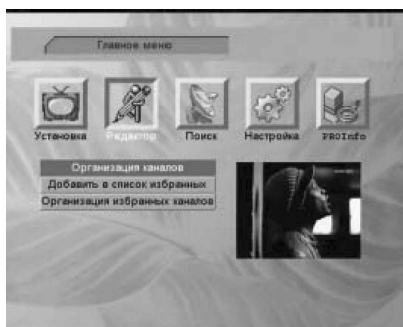 Главное меню
Установка Редактор Поиск Настройка PROInfo
Организация каналов
Добавить в список избранных
Организация избранных каналов